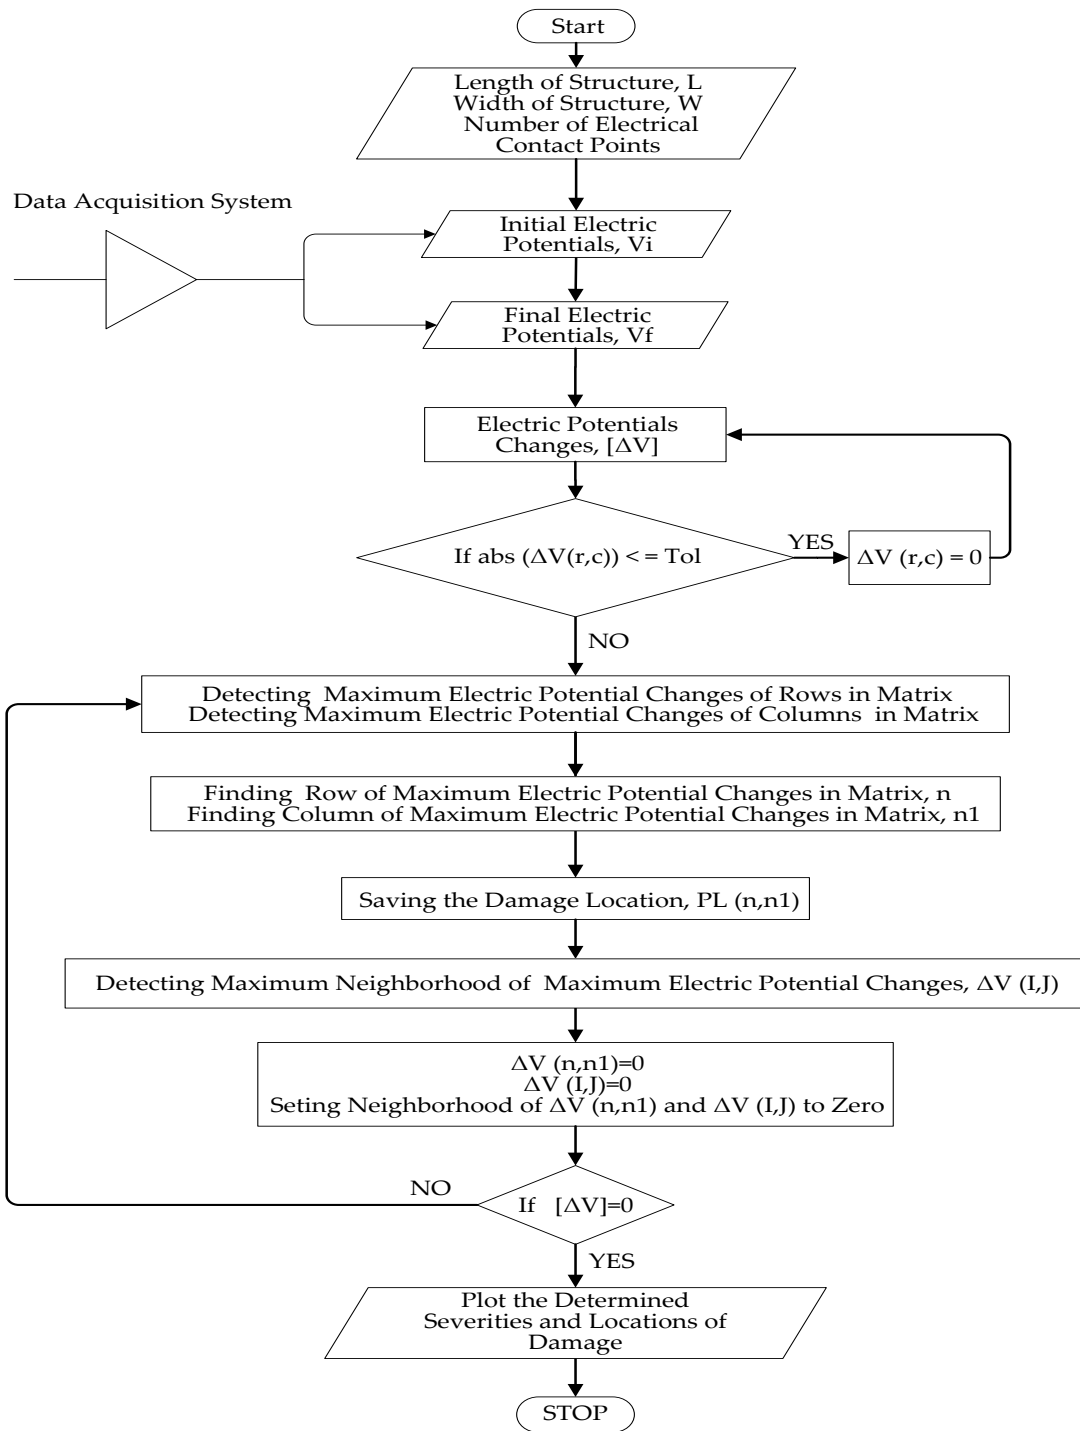 Start
Length of Structure, L
Width of Structure, W
Number of Electrical
Contact Points
Data Acquisition System
Initial Electric
Potentials, Vi
Final Electric
Potentials, Vf
Electric Potentials
Changes, [ΔV]
If abs (ΔV(r,c)) < = Tol
YES
ΔV (r,c) = 0
NO
Detecting Maximum Electric Potential Changes of Rows in Matrix
Detecting Maximum Electric Potential Changes of Columns in Matrix
Finding Row of Maximum Electric Potential Changes in Matrix, n
Finding Column of Maximum Electric Potential Changes in Matrix, n1
Saving the Damage Location, PL (n,n1)
Detecting Maximum Neighborhood of Maximum Electric Potential Changes, ΔV (I,J)
ΔV (n,n1)=0
ΔV (I,J)=0
Seting Neighborhood of ΔV (n,n1) and ΔV (I,J) to Zero
NO
If [ΔV]=0
YES
Plot the Determined
Severities and Locations of
Damage
STOP